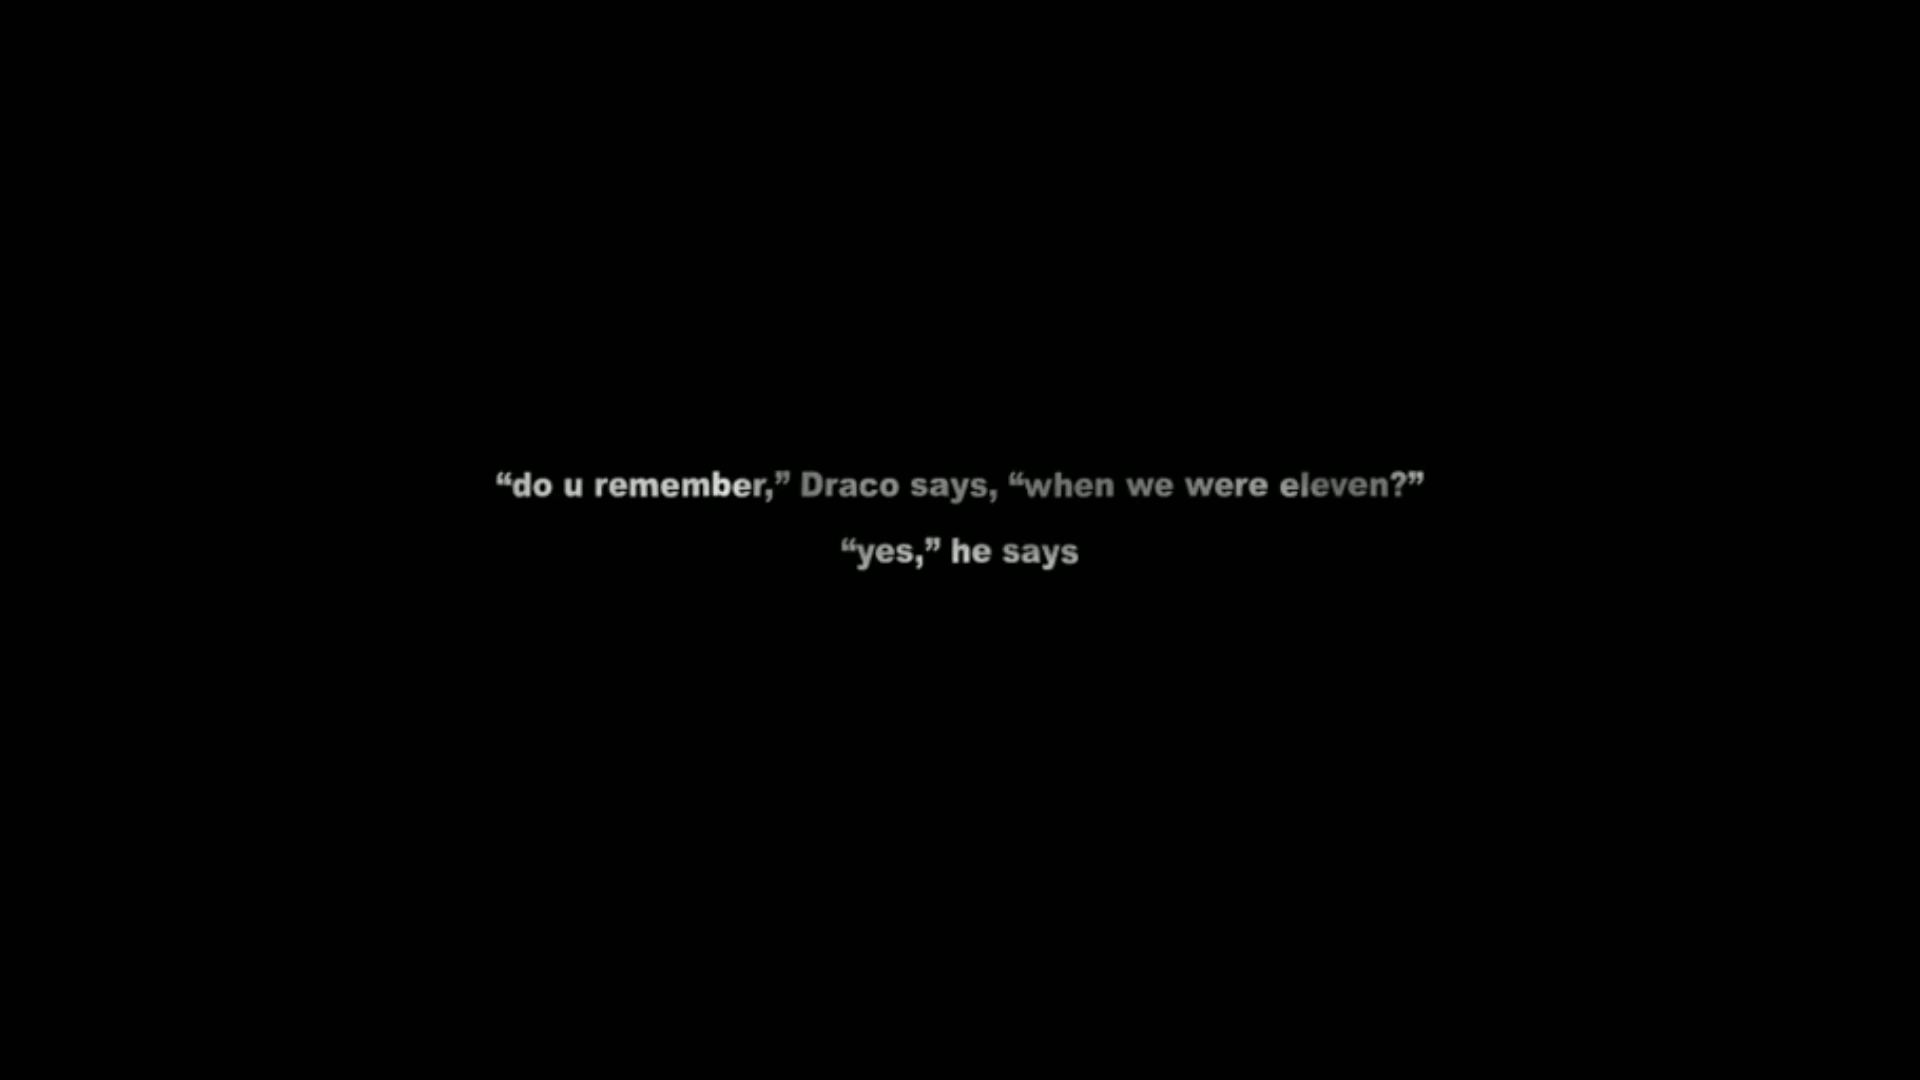 “do u remember,” Draco says, “when we were eleven?”
“yes,” he says